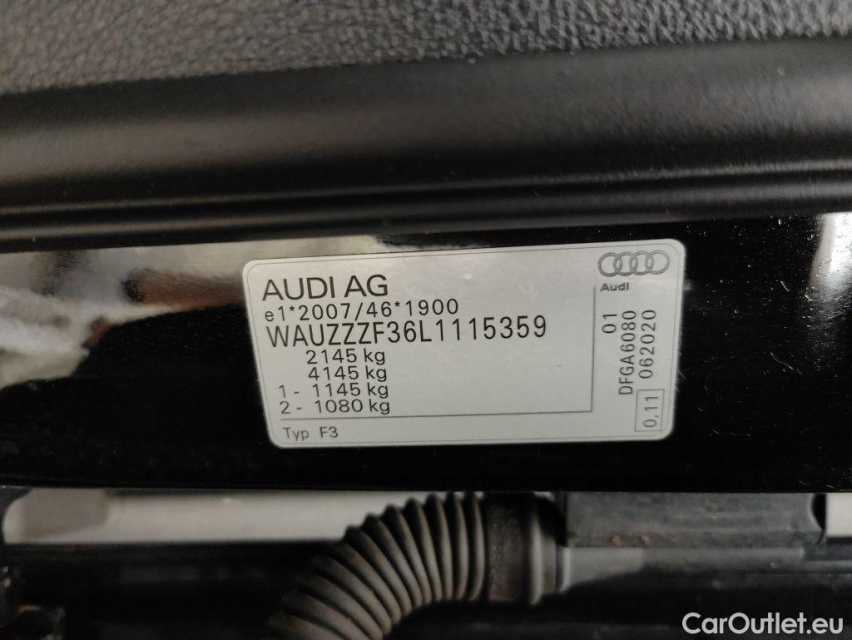 AUDI AG
e1*2007/46*1900
WAUZZZF36L1115359
2145 kg
4145 kg
1 - 1145 kg
2 - 1080 kg
Typ F3
Audi
01
DFGA6080
062020
0,11
CarOutlet.eu